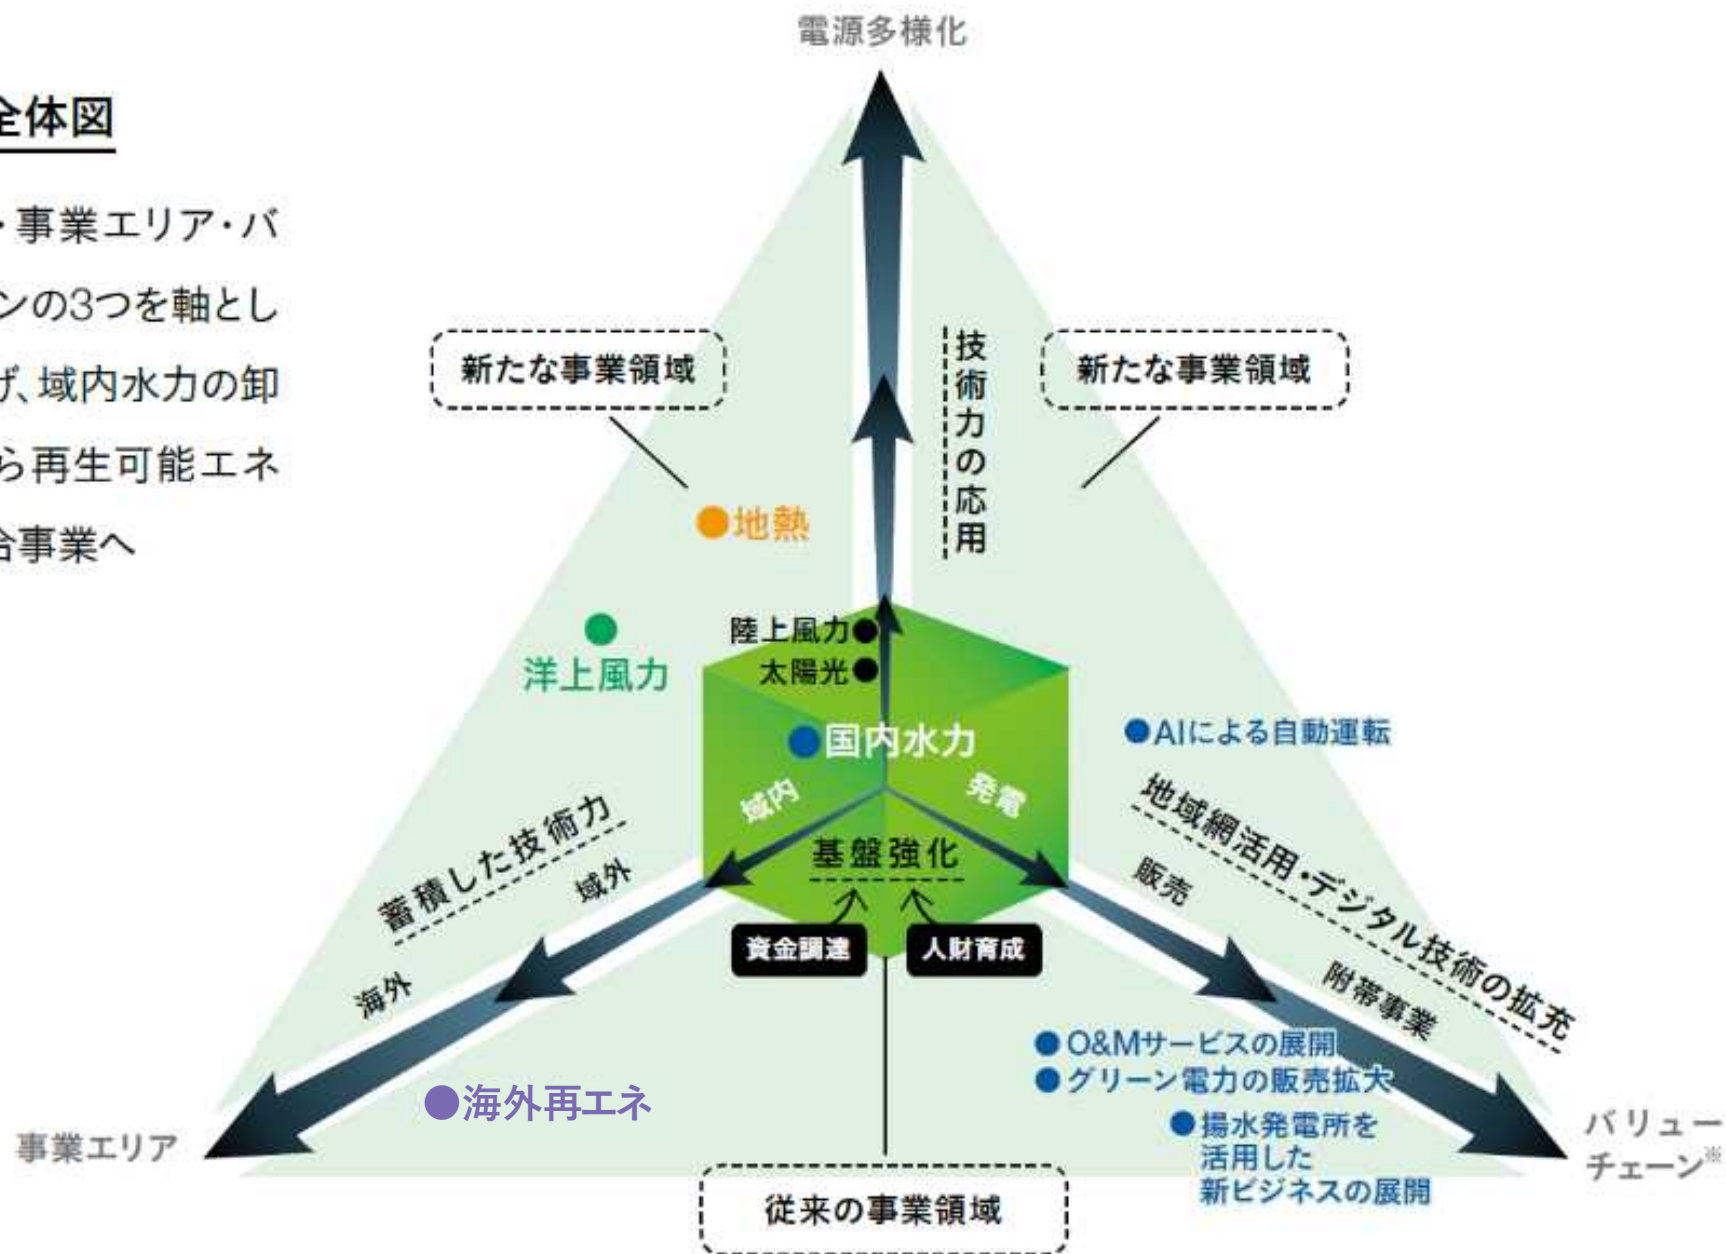 電源多様化
全体図
・事業エリア・バ
ンの3つを軸とし
げ、域内水力の卸
ら再生可能エネ
合事業へ
新たな事業領域
技術力の応用
新たな事業領域
●地熱
陸上風力●
太陽光●
●
洋上風力
●国内水力
●AIによる自動運転
域内
発電
地域網活用・デジタル技術の拡充
蓄積した技術力
基盤強化
域外
販売
資金調達
人財育成
海外
附帯事業
●O&Mサービスの展開
●グリーン電力の販売拡大
●海外再エネ
●揚水発電所を
活用した
新ビジネスの展開
事業エリア
バリュー
チェーン※
従来の事業領域